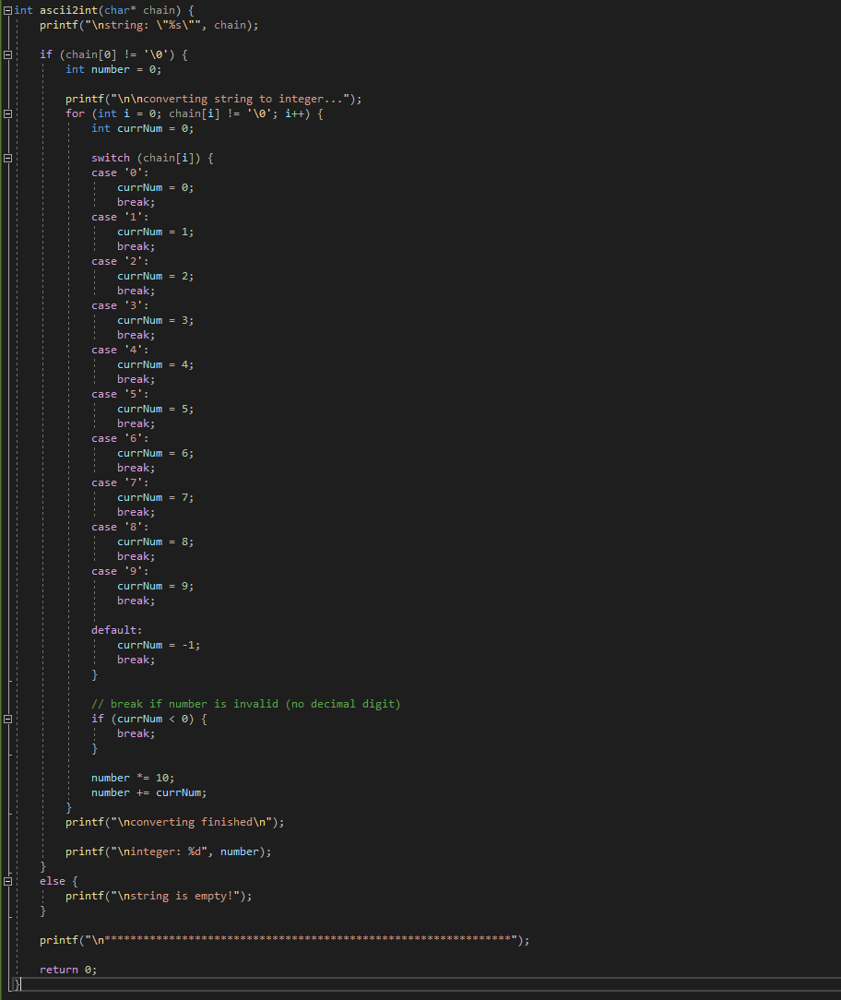 int ascii2int(char* chain) {
    printf("\nstring: \"%s\"", chain);

    if (chain[0] != '\0') {
        int number = 0;

        printf("\n\nconverting string to integer...");
        for (int i = 0; chain[i] != '\0'; i++) {
            int currNum = 0;

            switch (chain[i]) {
            case '0':
                currNum = 0;
                break;
            case '1':
                currNum = 1;
                break;
            case '2':
                currNum = 2;
                break;
            case '3':
                currNum = 3;
                break;
            case '4':
                currNum = 4;
                break;
            case '5':
                currNum = 5;
                break;
            case '6':
                currNum = 6;
                break;
            case '7':
                currNum = 7;
                break;
            case '8':
                currNum = 8;
                break;
            case '9':
                currNum = 9;
                break;

            default:
                currNum = -1;
                break;
            }

            // break if number is invalid (no decimal digit)
            if (currNum < 0) {
                break;
            }

            number *= 10;
            number += currNum;
        }
        printf("\nconverting finished\n");

        printf("\ninteger: %d", number);
    }
    else {
        printf("\nstring is empty!");
    }

    printf("\n***************************************************************");

    return 0;
}